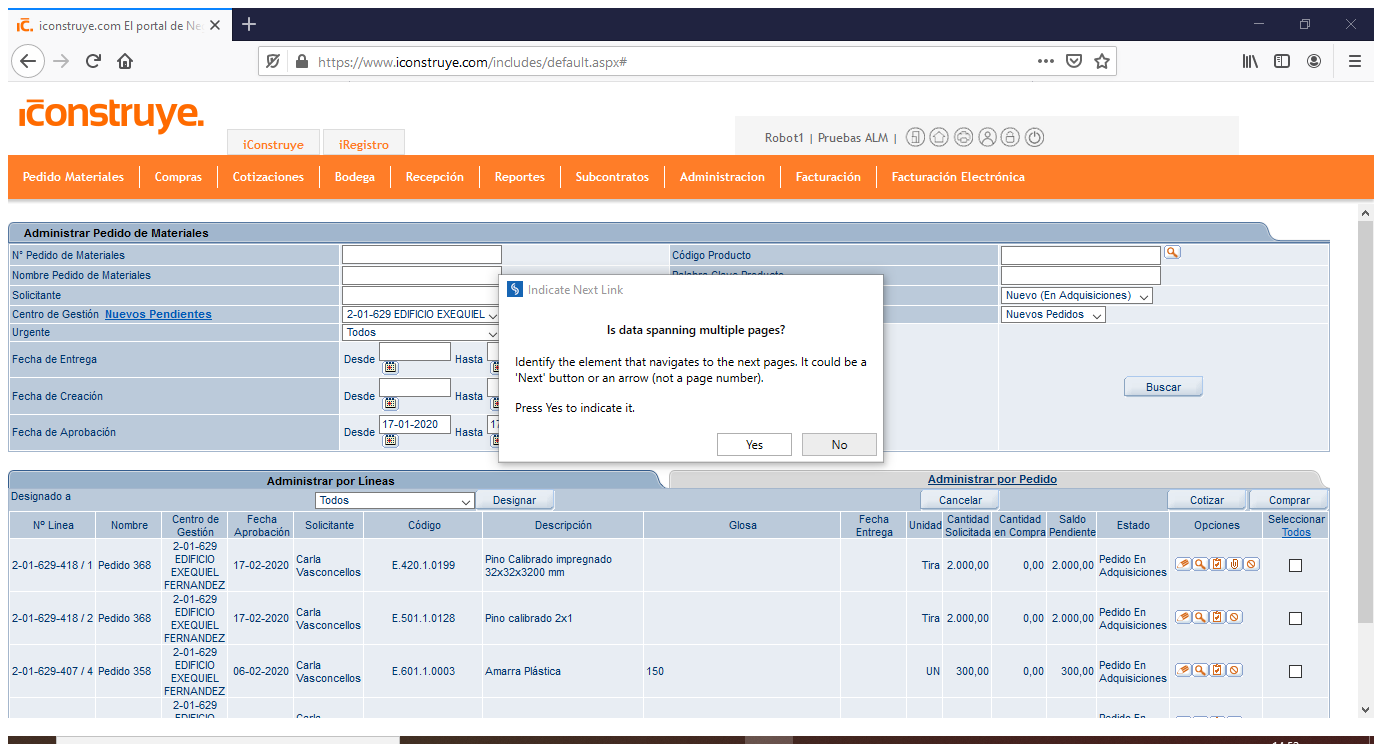 iconstruye.com El portal de Ne
https://www.iconstruye.com/includes/default.aspx#
iconstruye.
iConstruye iRegistro
Robot1 | Pruebas ALM |
Pedido Materiales Compras Cotizaciones Bodega Recepción Reportes Subcontratos Administracion Facturación Facturación Electrónica
Administrar Pedido de Materiales
N° Pedido de Materiales Código Producto
Nombre Pedido de Materiales Palabra Clave Producto
Solicitante Nuevo (En Adquisiciones)
Centro de Gestión Nuevos Pendientes 2-01-629 EDIFICIO EXEQUIEL Nuevos Pedidos
Urgente Todos
Fecha de Entrega Desde Hasta
Fecha de Creación Desde Hasta
Fecha de Aprobación Desde 17-01-2020 Hasta 17
Buscar
Indicate Next Link
Is data spanning multiple pages?
Identify the element that navigates to the next pages. It could be a
'Next' button or an arrow (not a page number).
Press Yes to indicate it.
Yes No
Administrar por Líneas Administrar por Pedido
Designado a Todos Designar Cancelar Cotizar Comprar
Nº Linea Nombre Centro de Gestión Fecha Aprobación Solicitante Código Descripción Glosa Fecha Entrega Unidad Cantidad Solicitada Cantidad en Compra Saldo Pendiente Estado Opciones Seleccionar Todos
2-01-629-418 / 1 Pedido 368 2-01-629 EDIFICIO EXEQUIEL FERNANDEZ 17-02-2020 Carla Vasconcellos E.420.1.0199 Pino Calibrado impregnado 32x32x3200 mm Tira 2.000,00 0,00 2.000,00 Pedido En Adquisiciones
2-01-629-418 / 2 Pedido 368 2-01-629 EDIFICIO EXEQUIEL FERNANDEZ 17-02-2020 Carla Vasconcellos E.501.1.0128 Pino calibrado 2x1 Tira 2.000,00 0,00 2.000,00 Pedido En Adquisiciones
2-01-629-407 / 4 Pedido 358 2-01-629 EDIFICIO EXEQUIEL FERNANDEZ 06-02-2020 Carla Vasconcellos E.601.1.0003 Amarra Plástica 150 UN 300,00 0,00 300,00 Pedido En Adquisiciones
2-01-629 EDIFICIO Carla Pedido En